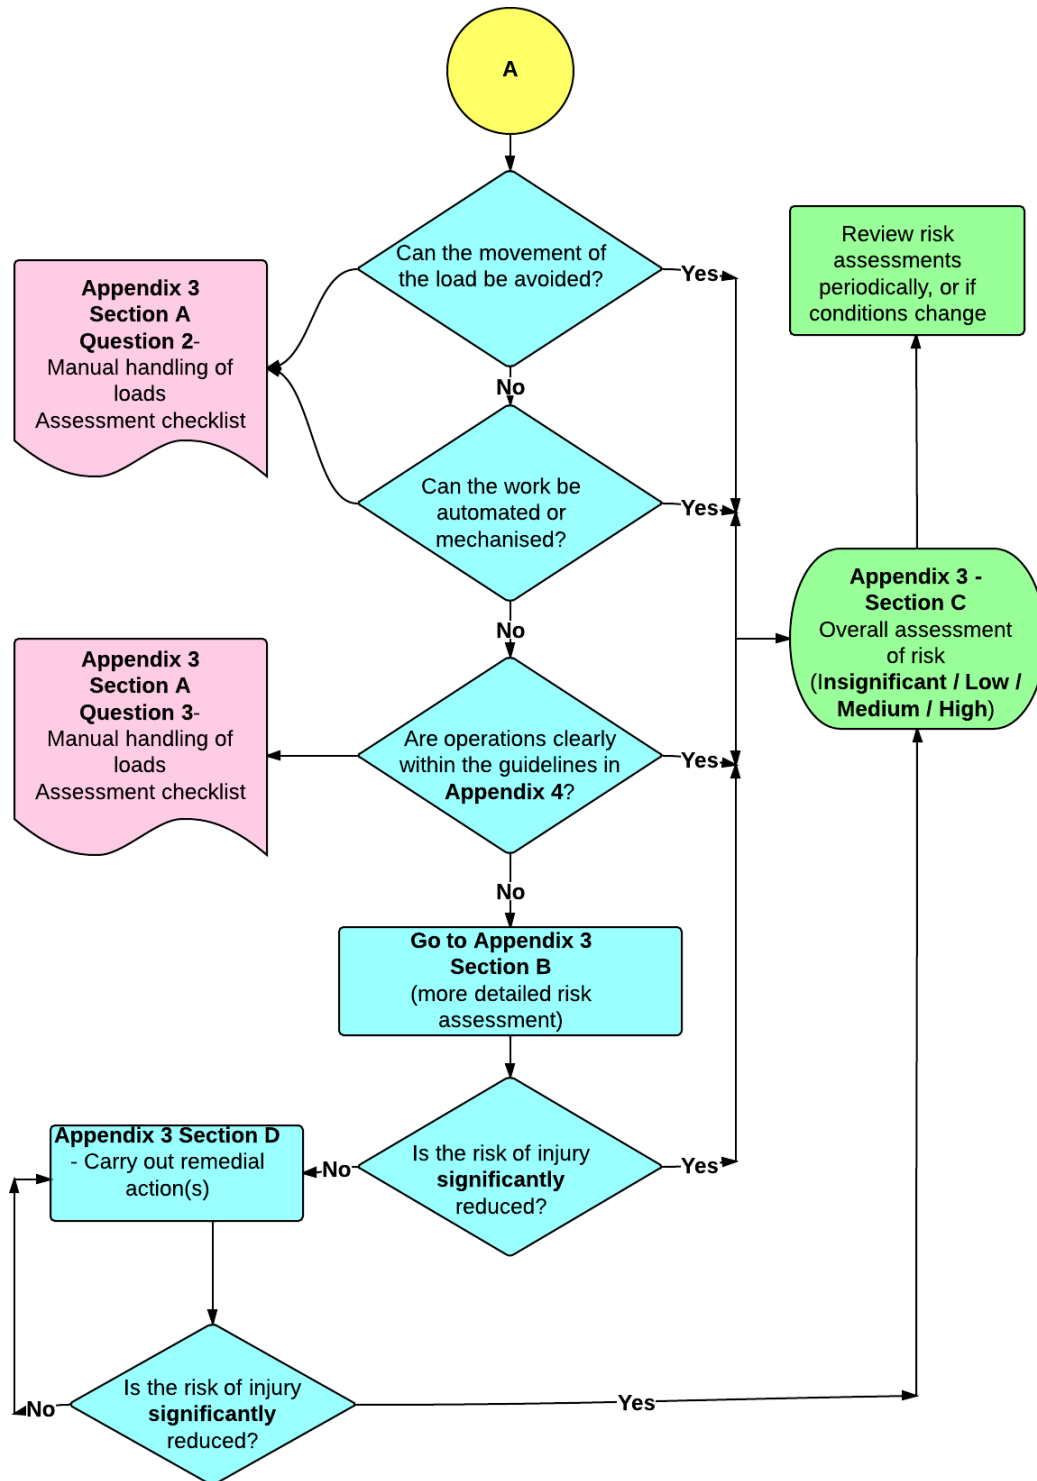 A
Can the movement of
the load be avoided?
Yes
Review risk
assessments
periodically, or if
conditions change
Appendix 3
Section A
Question 2-
Manual handling of
loads
Assessment checklist
No
Can the work be
automated or
mechanised?
Yes
Appendix 3 -
Section C
Overall assessment
of risk
(Insignificant / Low /
Medium / High)
No
Appendix 3
Section A
Question 3-
Manual handling of
loads
Assessment checklist
Are operations clearly
within the guidelines in
Appendix 4?
Yes
No
Go to Appendix 3
Section B
(more detailed risk
assessment)
Is the risk of injury
significantly
reduced?
Yes
No
Appendix 3 Section D
- Carry out remedial
action(s)
Is the risk of injury
significantly
reduced?
No
Yes